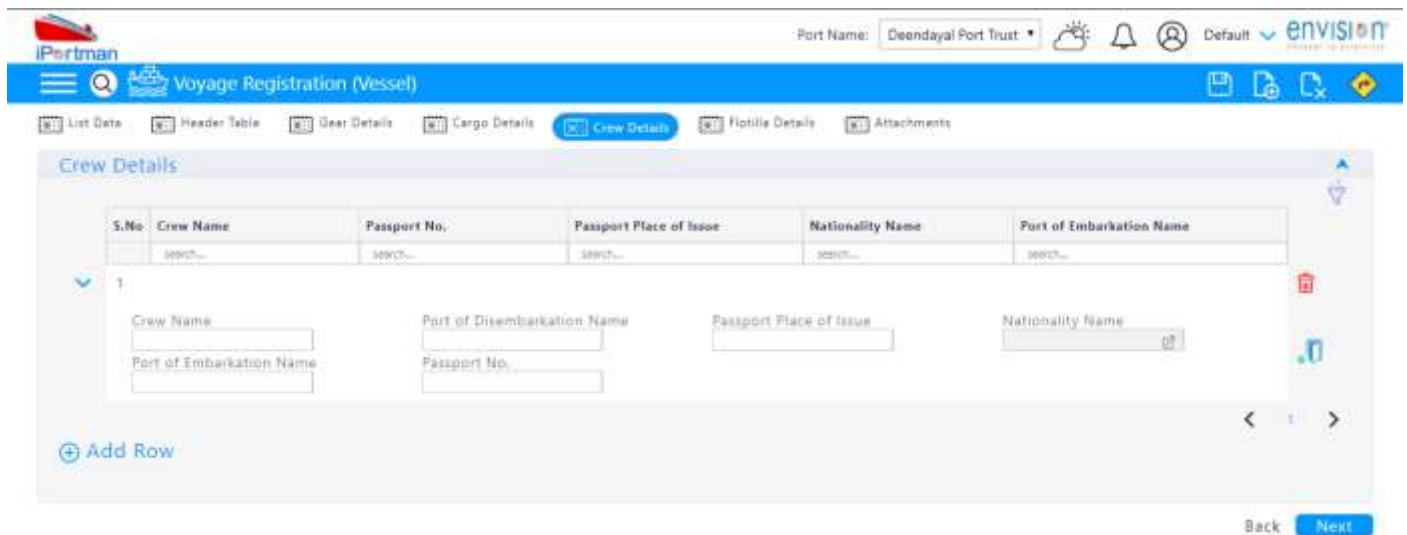 Port Name: Deendayal Port Trust Default envision
iPortman
Voyage Registration (Vessel)
List Data Header Table Gear Details Cargo Details Crew Details Flotilla Details Attachments
Crew Details
S.No Crew Name Passport No. Passport Place of Issue Nationality Name Port of Embarkation Name
search... search... search... search... search...
1
Crew Name Port of Disembarkation Name Passport Place of Issue Nationality Name
Port of Embarkation Name Passport No.
1
Add Row
Back Next